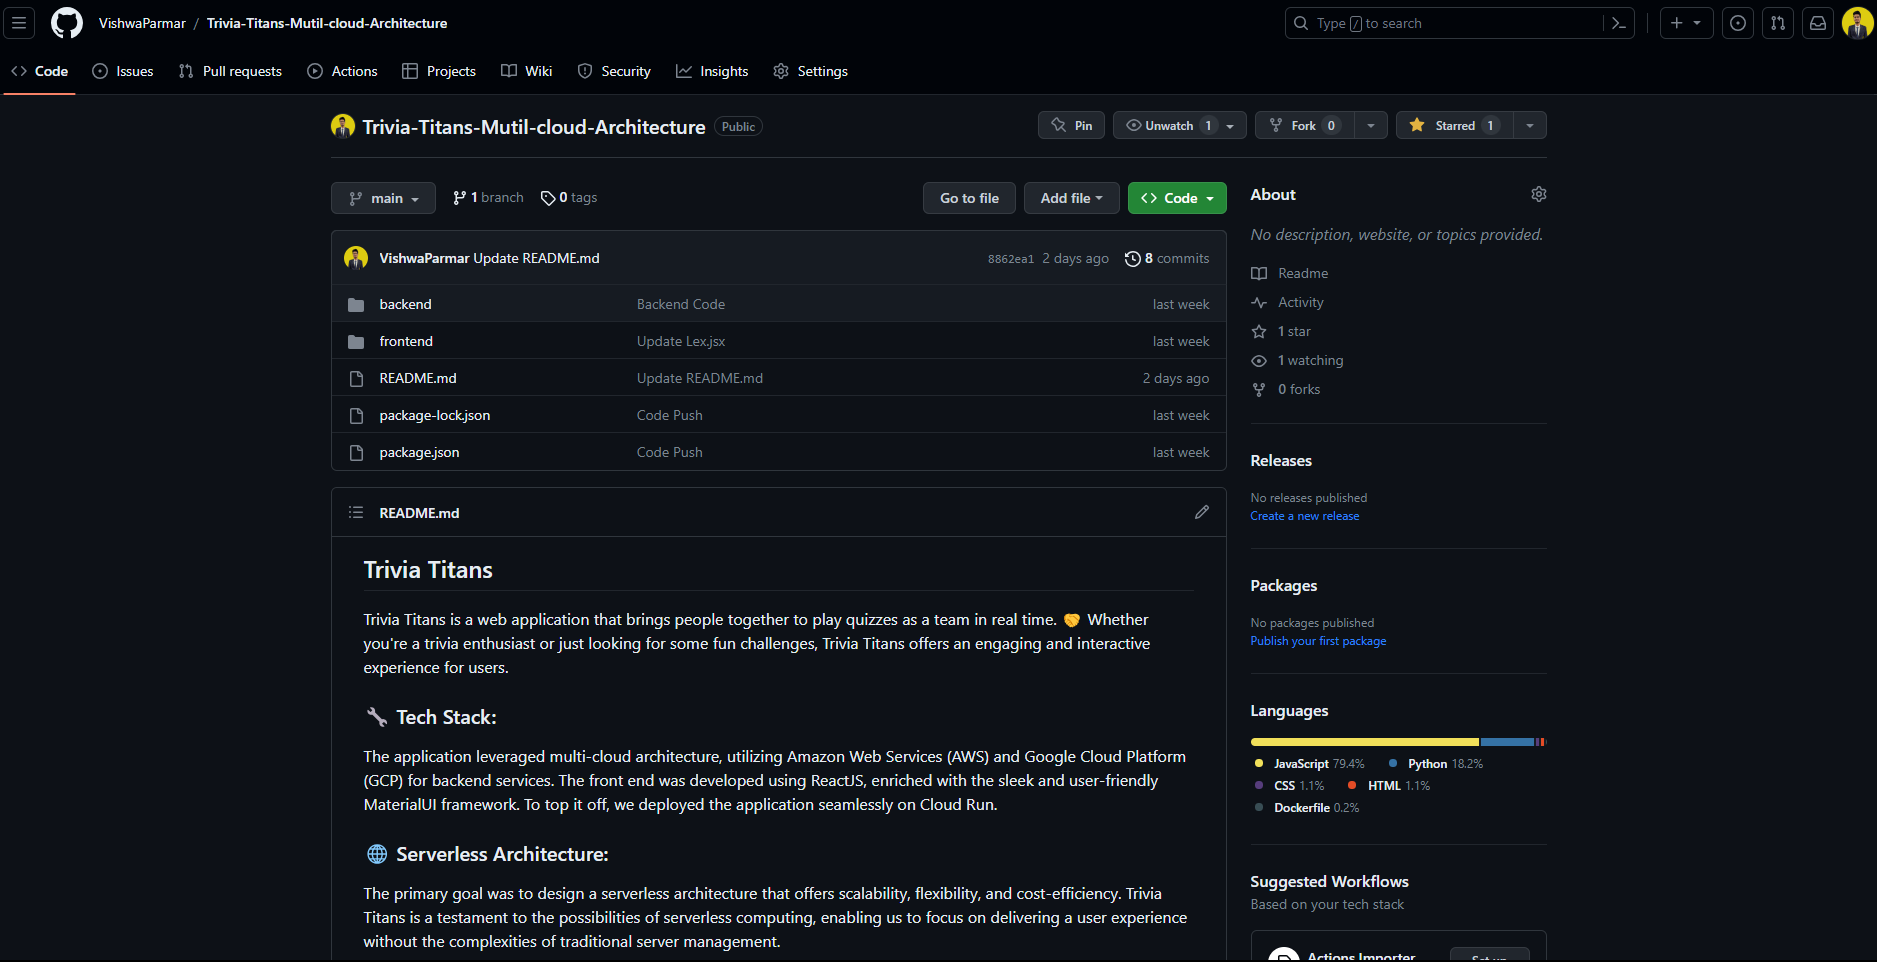 VishwaParmar / Trivia-Titans-Mutil-cloud-Architecture
Type / to search
Code Issues Pull requests Actions Projects Wiki Security Insights Settings
Trivia-Titans-Mutil-cloud-Architecture Public
Pin Unwatch 1 Fork 0 Starred 1
main 1 branch 0 tags Go to file Add file Code
VishwaParmar Update README.md 8862ea1 2 days ago 8 commits
backend Backend Code last week
frontend Update Lex.jsx last week
README.md Update README.md 2 days ago
package-lock.json Code Push last week
package.json Code Push last week
README.md
Trivia Titans
Trivia Titans is a web application that brings people together to play quizzes as a team in real time. 🤝 Whether
you're a trivia enthusiast or just looking for some fun challenges, Trivia Titans offers an engaging and interactive
experience for users.
🔧 Tech Stack:
The application leveraged multi-cloud architecture, utilizing Amazon Web Services (AWS) and Google Cloud Platform
(GCP) for backend services. The front end was developed using ReactJS, enriched with the sleek and user-friendly
MaterialUI framework. To top it off, we deployed the application seamlessly on Cloud Run.
🌐 Serverless Architecture:
The primary goal was to design a serverless architecture that offers scalability, flexibility, and cost-efficiency. Trivia
Titans is a testament to the possibilities of serverless computing, enabling us to focus on delivering a user experience
without the complexities of traditional server management.
About
No description, website, or topics provided.
Readme
Activity
1 star
1 watching
0 forks
Releases
No releases published
Create a new release
Packages
No packages published
Publish your first package
Languages
JavaScript 79.4% Python 18.2%
CSS 1.1% HTML 1.1%
Dockerfile 0.2%
Suggested Workflows
Based on your tech stack
Actions Importer Set up